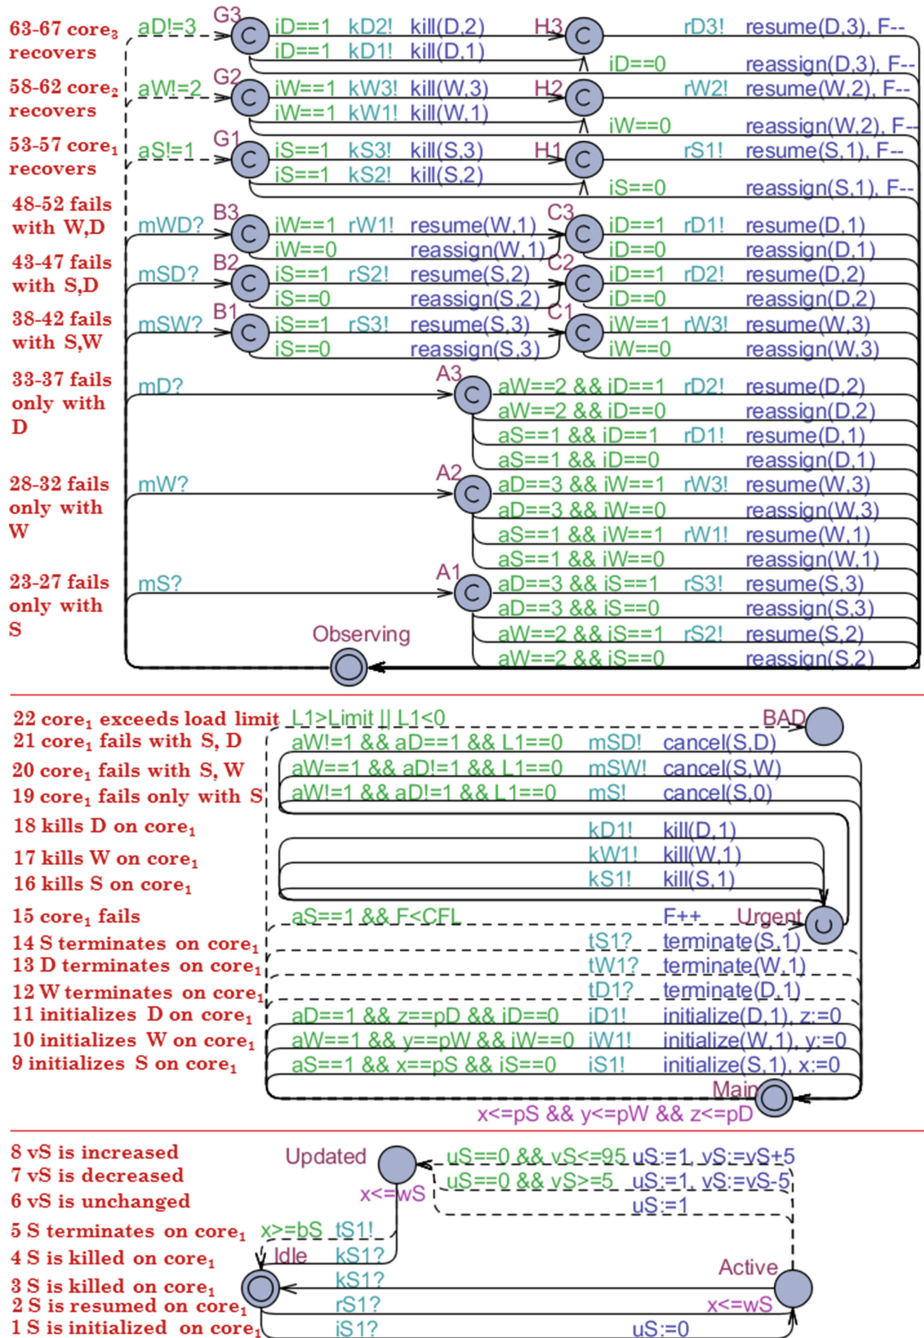 63-67 core₃ aD!=3 G3 iD==1 kD2! kill(D,2) H3 rD3! resume(D,3), F--
recovers iD==1 kD1! kill(D,1) iD==0 reassign(D,3), F--
58-62 core₂ aW!=2 G2 iW==1 kW3! kill(W,3) H2 rW2! resume(W,2), F--
recovers iW==1 kW1! kill(W,1) iW==0 reassign(W,2), F--
53-57 core₁ aS!=1 G1 iS==1 kS3! kill(S,3) H1 rS1! resume(S,1), F--
recovers iS==1 kS2! kill(S,2) iS==0 reassign(S,1), F--
48-52 fails mWD? B3 iW==1 rW1! resume(W,1) C3 iD==1 rD1! resume(D,1)
with W,D iW==0 reassign(W,1) iD==0 reassign(D,1)
43-47 fails mSD? B2 iS==1 rS2! resume(S,2) C2 iD==1 rD2! resume(D,2)
with S,D iS==0 reassign(S,2) iD==0 reassign(D,2)
38-42 fails mSW? B1 iS==1 rS3! resume(S,3) C1 iW==1 rW3! resume(W,3)
with S,W iS==0 reassign(S,3) iW==0 reassign(W,3)
33-37 fails mD? A3 aW==2 && iD==1 rD2! resume(D,2)
only with aW==2 && iD==0 reassign(D,2)
D aS==1 && iD==1 rD1! resume(D,1)
aS==1 && iD==0 reassign(D,1)
28-32 fails mW? A2 aD==3 && iW==1 rW3! resume(W,3)
only with aD==3 && iW==0 reassign(W,3)
W aS==1 && iW==1 rW1! resume(W,1)
aS==1 && iW==0 reassign(W,1)
23-27 fails mS? A1 aD==3 && iS==1 rS3! resume(S,3)
only with aD==3 && iS==0 reassign(S,3)
S aW==2 && iS==1 rS2! resume(S,2)
Observing aW==2 && iS==0 reassign(S,2)
22 core₁ exceeds load limit L1>Limit || L1<0 BAD
21 core₁ fails with S, D aW!=1 && aD==1 && L1==0 mSD! cancel(S,D)
20 core₁ fails with S, W aW==1 && aD!=1 && L1==0 mSW! cancel(S,W)
19 core₁ fails only with S aW!=1 && aD!=1 && L1==0 mS! cancel(S,0)
18 kills D on core₁ kD1! kill(D,1)
17 kills W on core₁ kW1! kill(W,1)
16 kills S on core₁ kS1! kill(S,1)
15 core₁ fails aS==1 && F<CFL F++ Urgent
14 S terminates on core₁ tS1? terminate(S,1)
13 D terminates on core₁ tW1? terminate(W,1)
12 W terminates on core₁ tD1? terminate(D,1)
11 initializes D on core₁ aD==1 && z==pD && iD==0 iD1! initialize(D,1), z:=0
10 initializes W on core₁ aW==1 && y==pW && iW==0 iW1! initialize(W,1), y:=0
9 initializes S on core₁ aS==1 && x==pS && iS==0 iS1! initialize(S,1), x:=0
Main
x<=pS && y<=pW && z<=pD
8 vS is increased Updated uS==0 && vS<=95 uS:=1, vS:=vS+5
7 vS is decreased uS==0 && vS>=5 uS:=1, vS:=vS-5
6 vS is unchanged x<=wS uS:=1
5 S terminates on core₁ x>=bS tS1!
4 S is killed on core₁ Idle kS1?
3 S is killed on core₁ kS1? Active
2 S is resumed on core₁ rS1? x<=wS
1 S is initialized on core₁ iS1? uS:=0